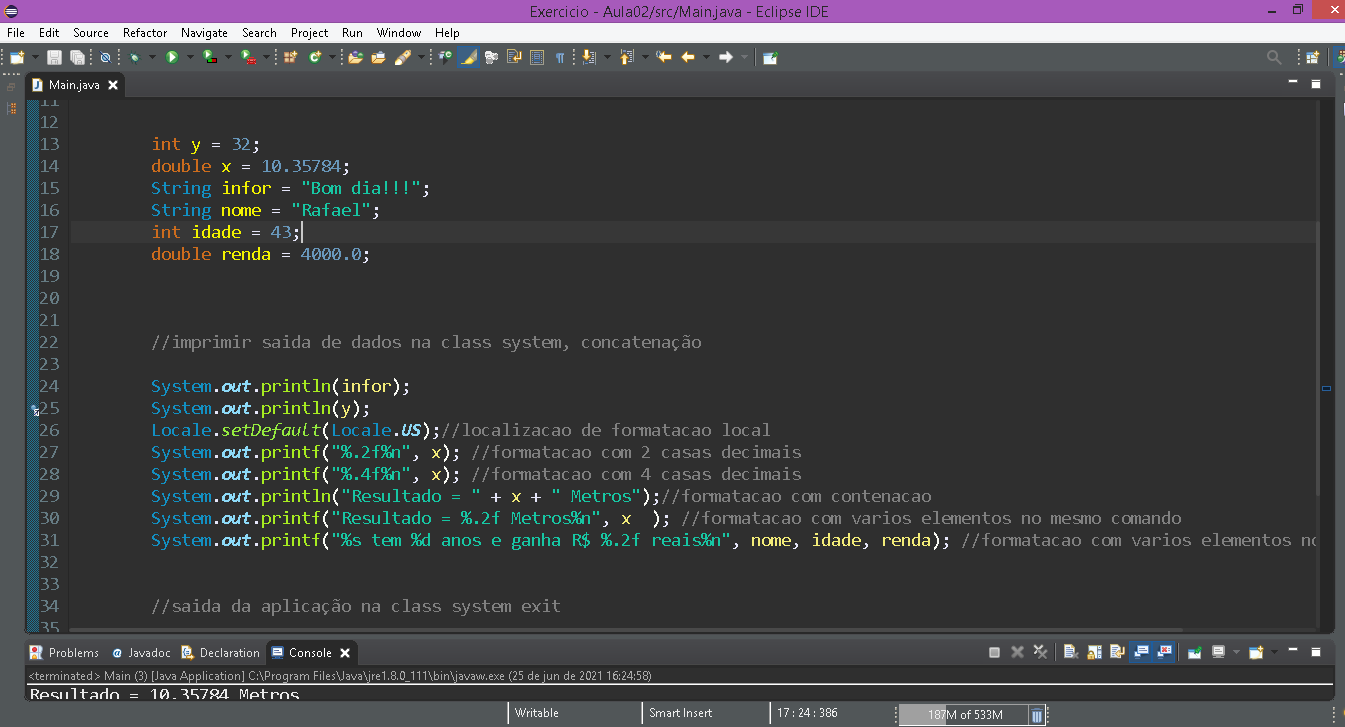 Exercicio - Aula02/src/Main.java - Eclipse IDE
File Edit Source Refactor Navigate Search Project Run Window Help
Main.java
11
12
13 int y = 32;
14 double x = 10.35784;
15 String infor = "Bom dia!!!";
16 String nome = "Rafael";
17 int idade = 43;
18 double renda = 4000.0;
19
20
21
22 //imprimir saida de dados na class system, concatenação
23
24 System.out.println(infor);
25 System.out.println(y);
26 Locale.setDefault(Locale.US);//localizacao de formatacao local
27 System.out.printf("%.2f%n", x); //formatacao com 2 casas decimais
28 System.out.printf("%.4f%n", x); //formatacao com 4 casas decimais
29 System.out.println("Resultado = " + x + " Metros");//formatacao com contenacao
30 System.out.printf("Resultado = %.2f Metros%n", x  ); //formatacao com varios elementos no mesmo comando
31 System.out.printf("%s tem %d anos e ganha R$ %.2f reais%n", nome, idade, renda); //formatacao com varios elementos no
32
33
34 //saida da aplicação na class system exit
35
Problems Javadoc Declaration Console
<terminated> Main (3) [Java Application] C:\Program Files\Java\jre1.8.0_111\bin\javaw.exe (25 de jun de 2021 16:24:58)
Resultado = 10.35784 Metros
Writable Smart Insert 17 : 24 : 386 187M of 533M